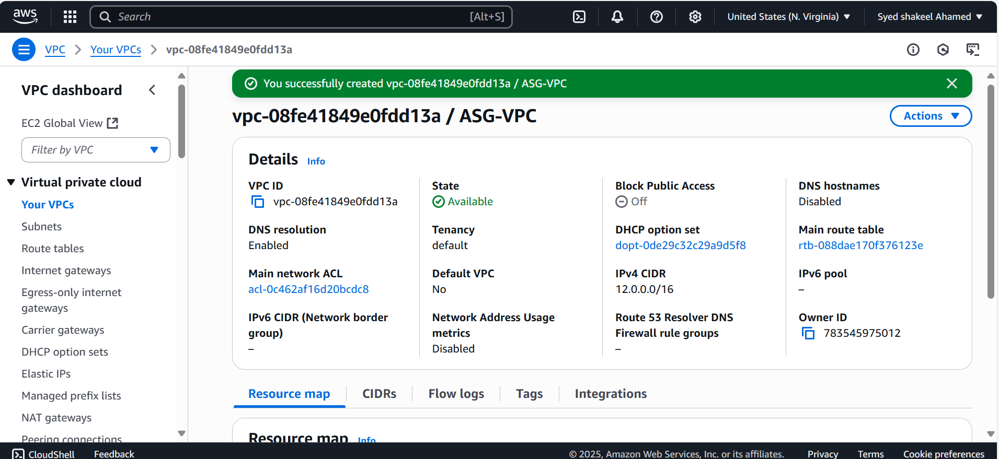 aws
Search [Alt+S]
United States (N. Virginia)
Syed shakeel Ahamed
VPC
Your VPCs
vpc-08fe41849e0fdd13a
VPC dashboard
EC2 Global View
Filter by VPC
Virtual private cloud
Your VPCs
Subnets
Route tables
Internet gateways
Egress-only internet
gateways
Carrier gateways
DHCP option sets
Elastic IPs
Managed prefix lists
NAT gateways
Peering connections
You successfully created vpc-08fe41849e0fdd13a / ASG-VPC
vpc-08fe41849e0fdd13a / ASG-VPC
Actions
Details Info
VPC ID
vpc-08fe41849e0fdd13a
State
Available
Block Public Access
Off
DNS hostnames
Disabled
DNS resolution
Enabled
Tenancy
default
DHCP option set
dopt-0de29c32c29a9d5f8
Main route table
rtb-088dae170f376123e
Main network ACL
acl-0c462af16d20bcdc8
Default VPC
No
IPv4 CIDR
12.0.0.0/16
IPv6 pool
–
IPv6 CIDR (Network border
group)
–
Network Address Usage
metrics
Disabled
Route 53 Resolver DNS
Firewall rule groups
–
Owner ID
783545975012
Resource map
CIDRs
Flow logs
Tags
Integrations
Resource map Info
CloudShell
Feedback
© 2025, Amazon Web Services, Inc. or its affiliates.
Privacy
Terms
Cookie preferences